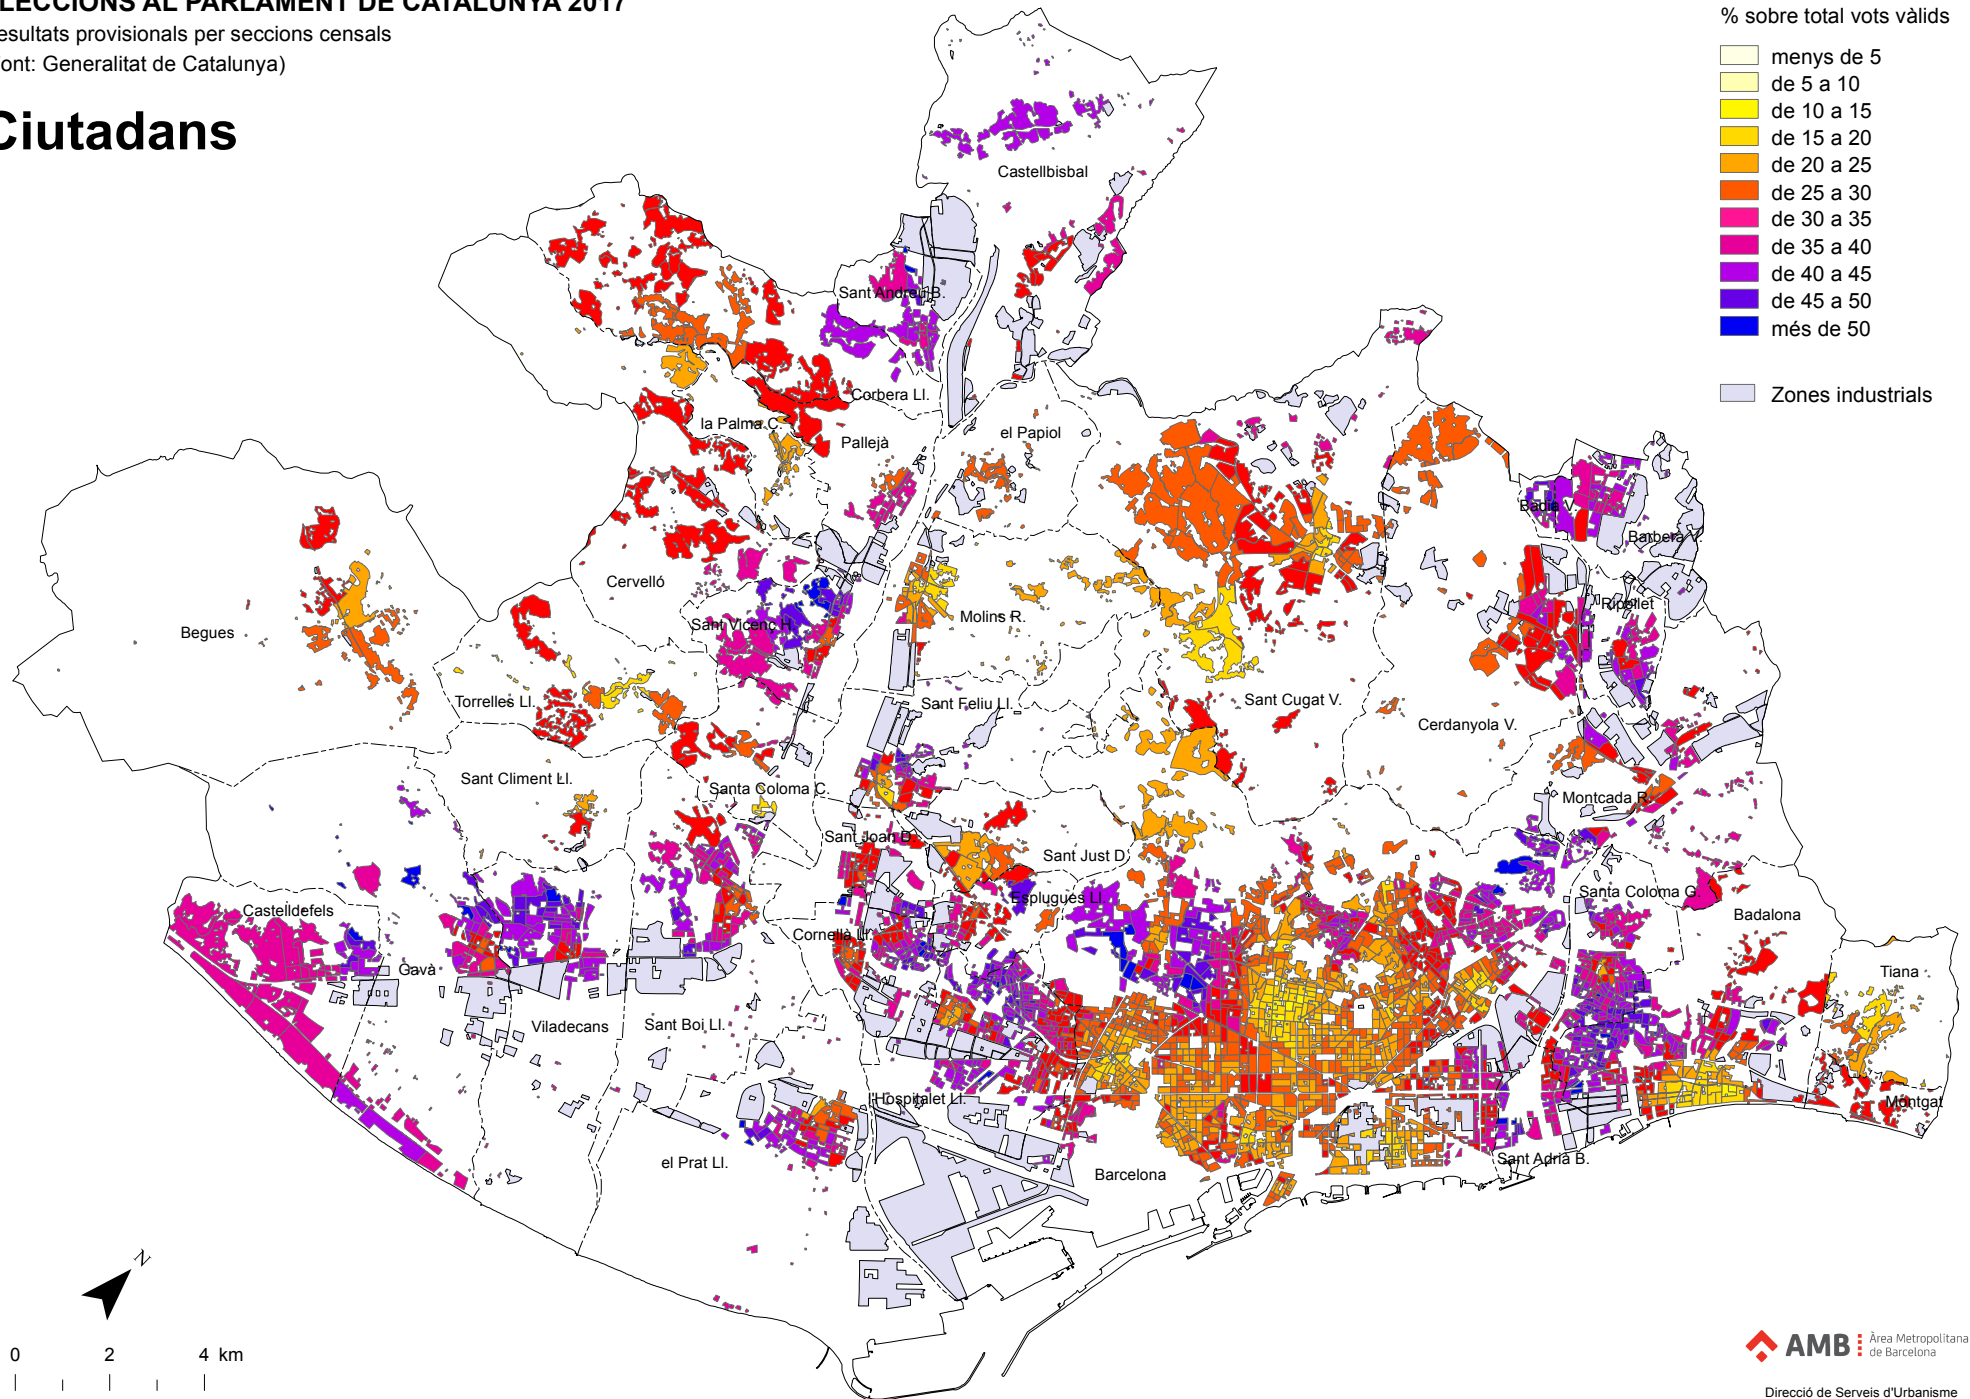 LECCIONS AL PARLAMENT DE CATALUNYA 2017
esultats provisionals per seccions censals
ont: Generalitat de Catalunya)
Ciutadans
% sobre total vots vàlids
menys de 5
de 5 a 10
de 10 a 15
de 15 a 20
de 20 a 25
de 25 a 30
de 30 a 35
de 35 a 40
de 40 a 45
de 45 a 50
més de 50
Zones industrials
Castellbisbal
Sant Andreu B.
Corbera Ll.
la Palma C.
Pallejà
el Papiol
Badia V.
Barberà V.
Cervelló
Ripollet
Begues
Sant Vicenç H.
Molins R.
Torrelles Ll.
Sant Feliu Ll.
Sant Cugat V.
Cerdanyola V.
Sant Climent Ll.
Santa Coloma C.
Montcada R.
Sant Joan D.
Sant Just D.
Esplugues Ll.
Santa Coloma G.
Castelldefels
Badalona
Cornellà Ll.
Gavà
Tiana
Viladecans
Sant Boi Ll.
l'Hospitalet Ll.
Montgat
el Prat Ll.
Barcelona
Sant Adrià B.
N
0 2 4 km
AMB Àrea Metropolitana
de Barcelona
Direcció de Serveis d'Urbanisme